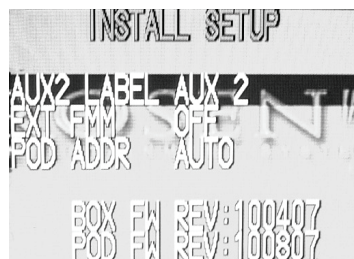 INSTALL SETUP
AUX2 LABEL AUX 2
EXT FMM OFF
POD ADDR AUTO
BOX FW REV:100407
POD FW REV:100807